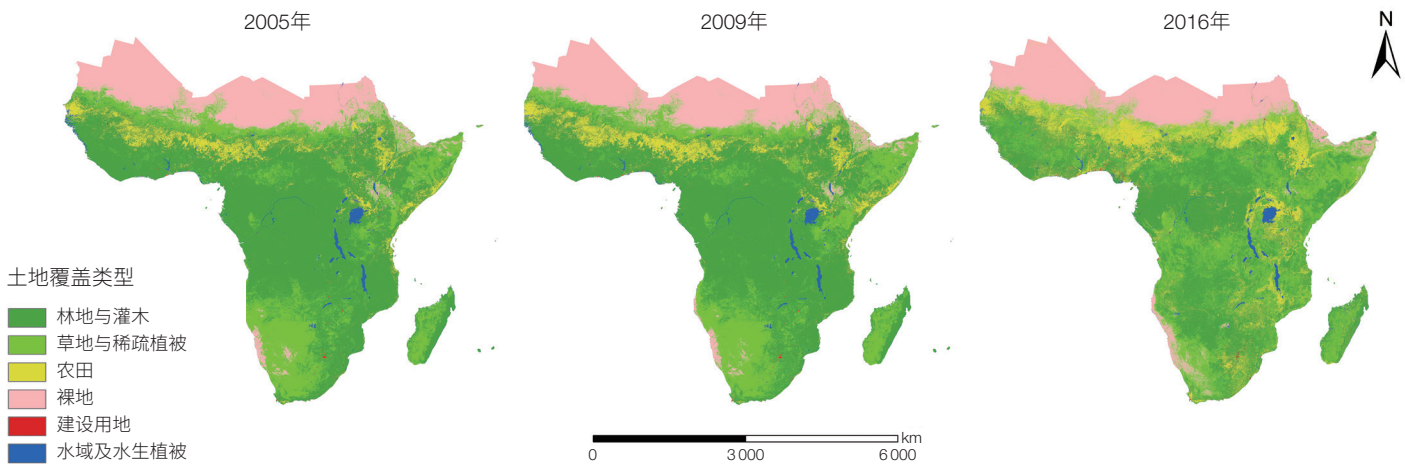 2005年
2009年
2016年
N
土地覆盖类型
林地与灌木
草地与稀疏植被
农田
裸地
建设用地
水域及水生植被
km
0
3 000
6 000